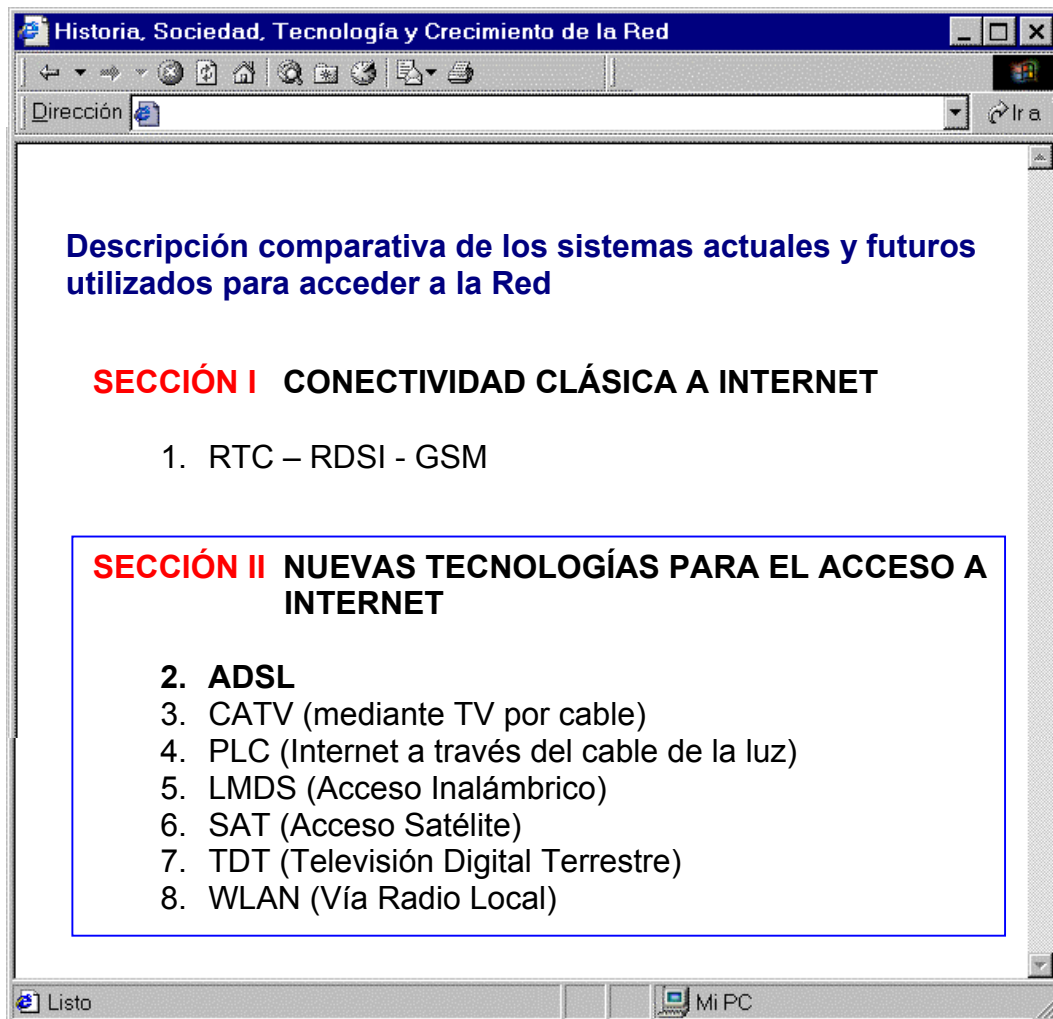 Historia, Sociedad, Tecnología y Crecimiento de la Red
Dirección
Ir a
Descripción comparativa de los sistemas actuales y futuros
utilizados para acceder a la Red
SECCIÓN I CONECTIVIDAD CLÁSICA A INTERNET
1. RTC – RDSI - GSM
SECCIÓN II NUEVAS TECNOLOGÍAS PARA EL ACCESO A
INTERNET
2. ADSL
3. CATV (mediante TV por cable)
4. PLC (Internet a través del cable de la luz)
5. LMDS (Acceso Inalámbrico)
6. SAT (Acceso Satélite)
7. TDT (Televisión Digital Terrestre)
8. WLAN (Vía Radio Local)
Listo
Mi PC